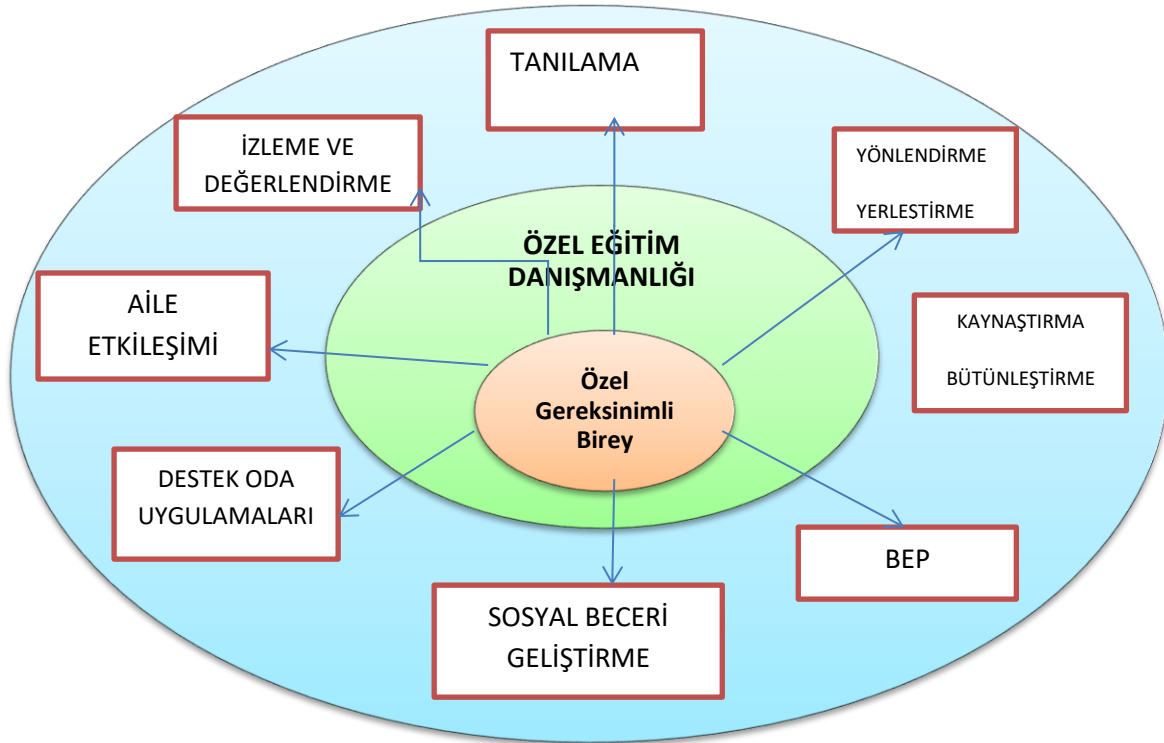 TANILAMA
İZLEME VE
DEĞERLENDİRME
YÖNLENDİRME
YERLEŞTİRME
ÖZEL EĞİTİM
DANIŞMANLIĞI
AİLE
ETKİLEŞİMİ
KAYNAŞTIRMA
BÜTÜNLEŞTİRME
Özel
Gereksinimli
Birey
DESTEK ODA
UYGULAMALARI
BEP
SOSYAL BECERİ
GELİŞTİRME